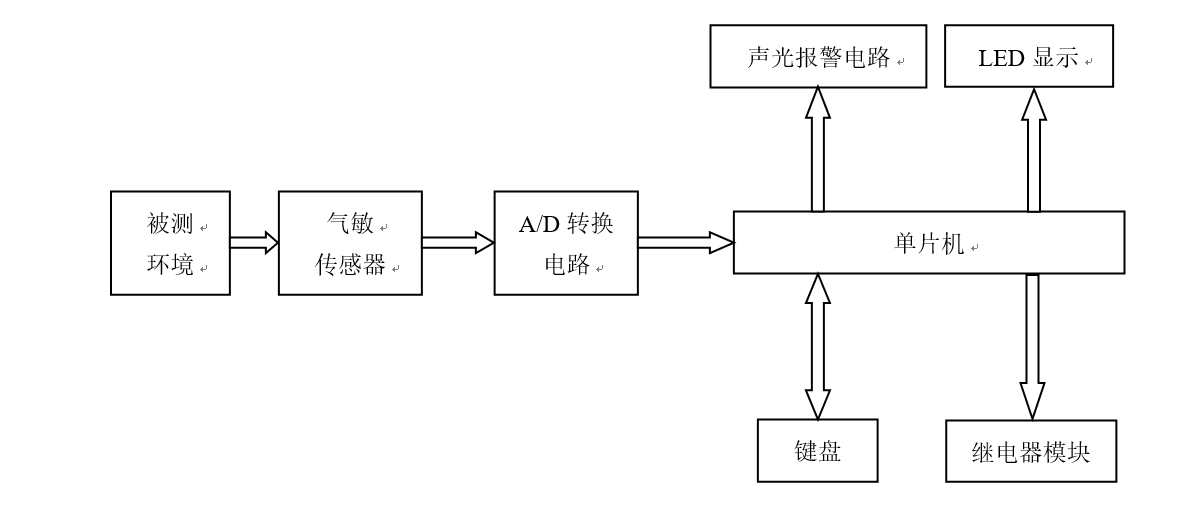 声光报警电路
LED 显示
被测
环境
气敏
传感器
A/D 转换
电路
单片机
键盘
继电器模块